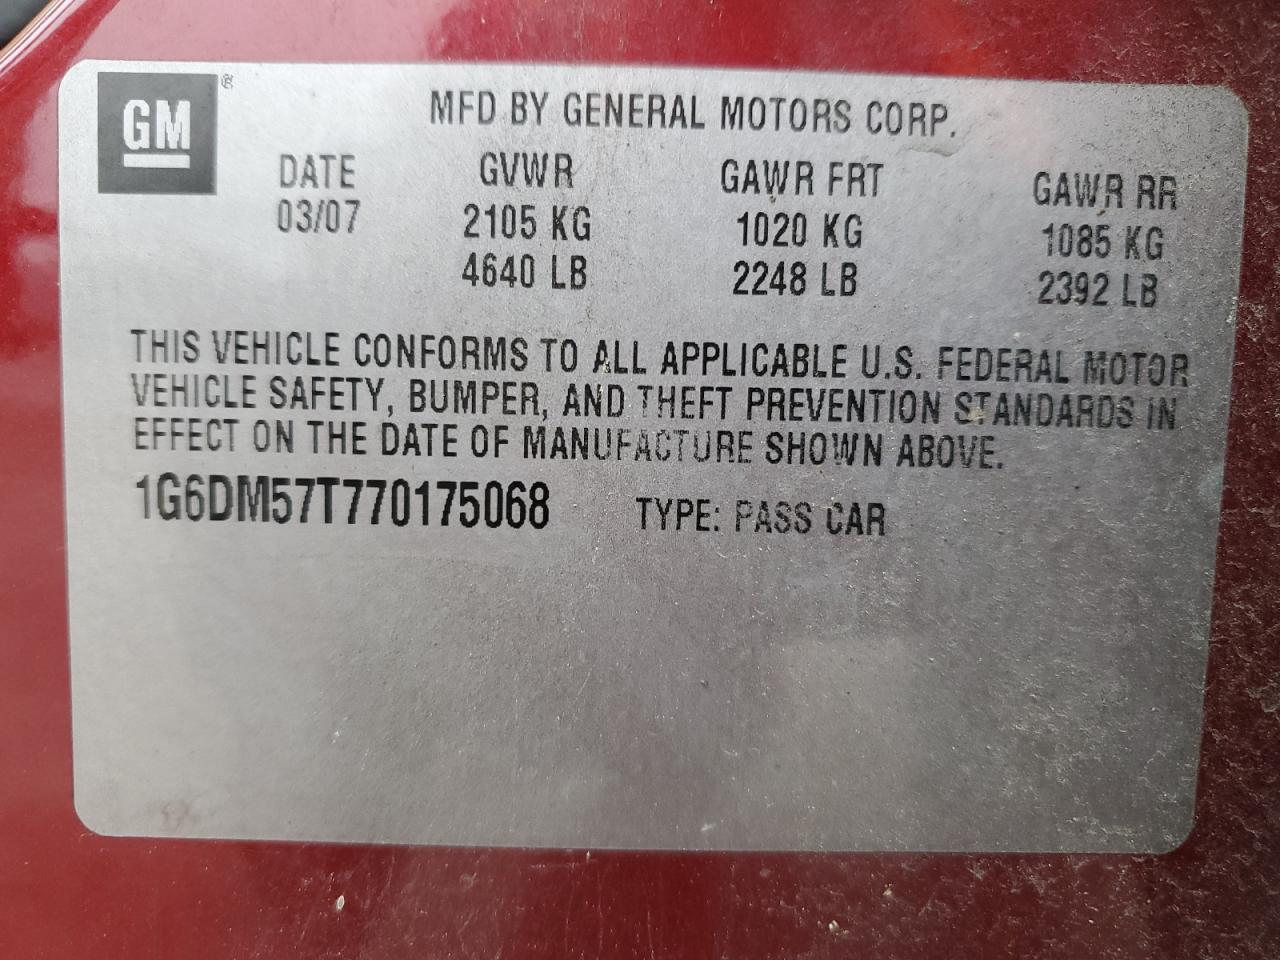 GM ®
MFD BY GENERAL MOTORS CORP.
DATE GVWR GAWR FRT GAWR RR
03/07 2105 KG 1020 KG 1085 KG
4640 LB 2248 LB 2392 LB
THIS VEHICLE CONFORMS TO ALL APPLICABLE U.S. FEDERAL MOTOR
VEHICLE SAFETY, BUMPER, AND THEFT PREVENTION STANDARDS IN
EFFECT ON THE DATE OF MANUFACTURE SHOWN ABOVE.
1G6DM57T770175068 TYPE: PASS CAR